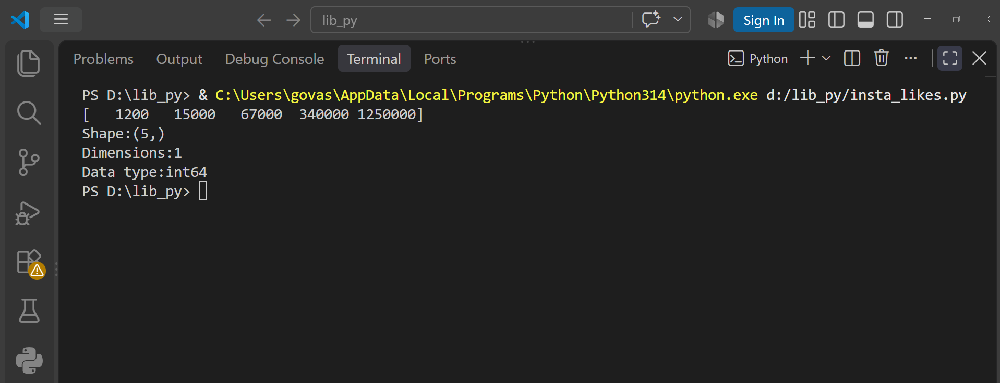 lib_py
Sign In
Problems Output Debug Console Terminal Ports
Python
PS D:\lib_py> & C:\Users\govas\AppData\Local\Programs\Python\Python314\python.exe d:/lib_py/insta_likes.py
[   1200   15000   67000  340000 1250000]
Shape:(5,)
Dimensions:1
Data type:int64
PS D:\lib_py>